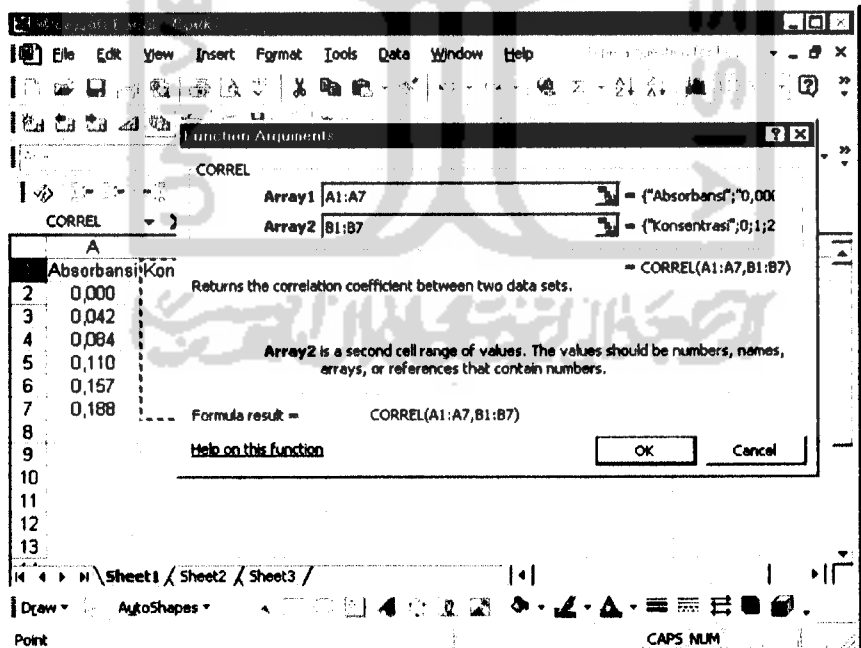 File Edit View Insert Format Tools Data Window Help
Function Arguments
CORREL
Array1 A1:A7 = {"Absorbansi";"0,00(
Array2 B1:B7 = {"Konsentrasi";0;1;2
= CORREL(A1:A7,B1:B7)
Returns the correlation coefficient between two data sets.
Array2 is a second cell range of values. The values should be numbers, names,
arrays, or references that contain numbers.
Formula result = CORREL(A1:A7,B1:B7)
Help on this function OK Cancel
CORREL
A
Absorbansi Kon
2 0,000
3 0,042
4 0,084
5 0,110
6 0,157
7 0,188
8
9
10
11
12
13
Sheet1 Sheet2 Sheet3
Draw AutoShapes
Point CAPS NUM